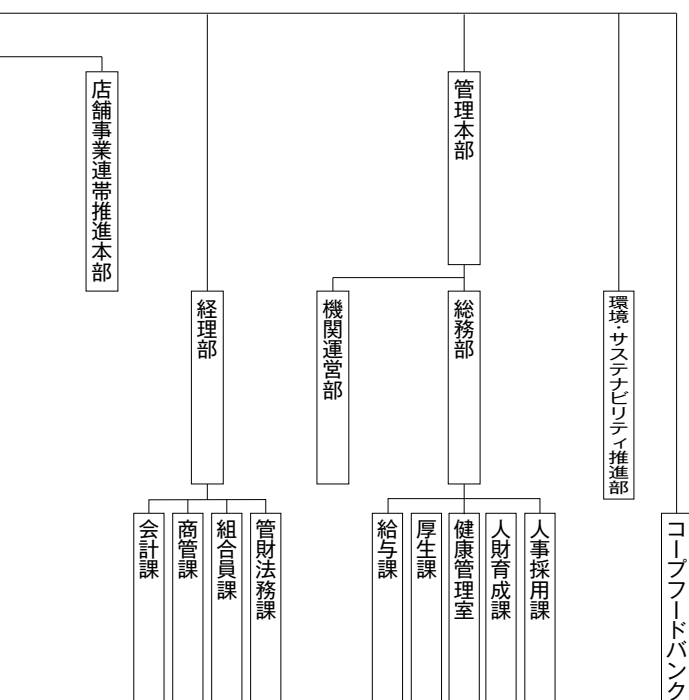 店舗事業連帯推進本部
管理本部
経理部
機関運営部
総務部
環境・サステナビリティ推進部
会計課
商管課
組合員課
管財法務課
給与課
厚生課
健康管理室
人財育成課
人事採用課
コープフードバンク